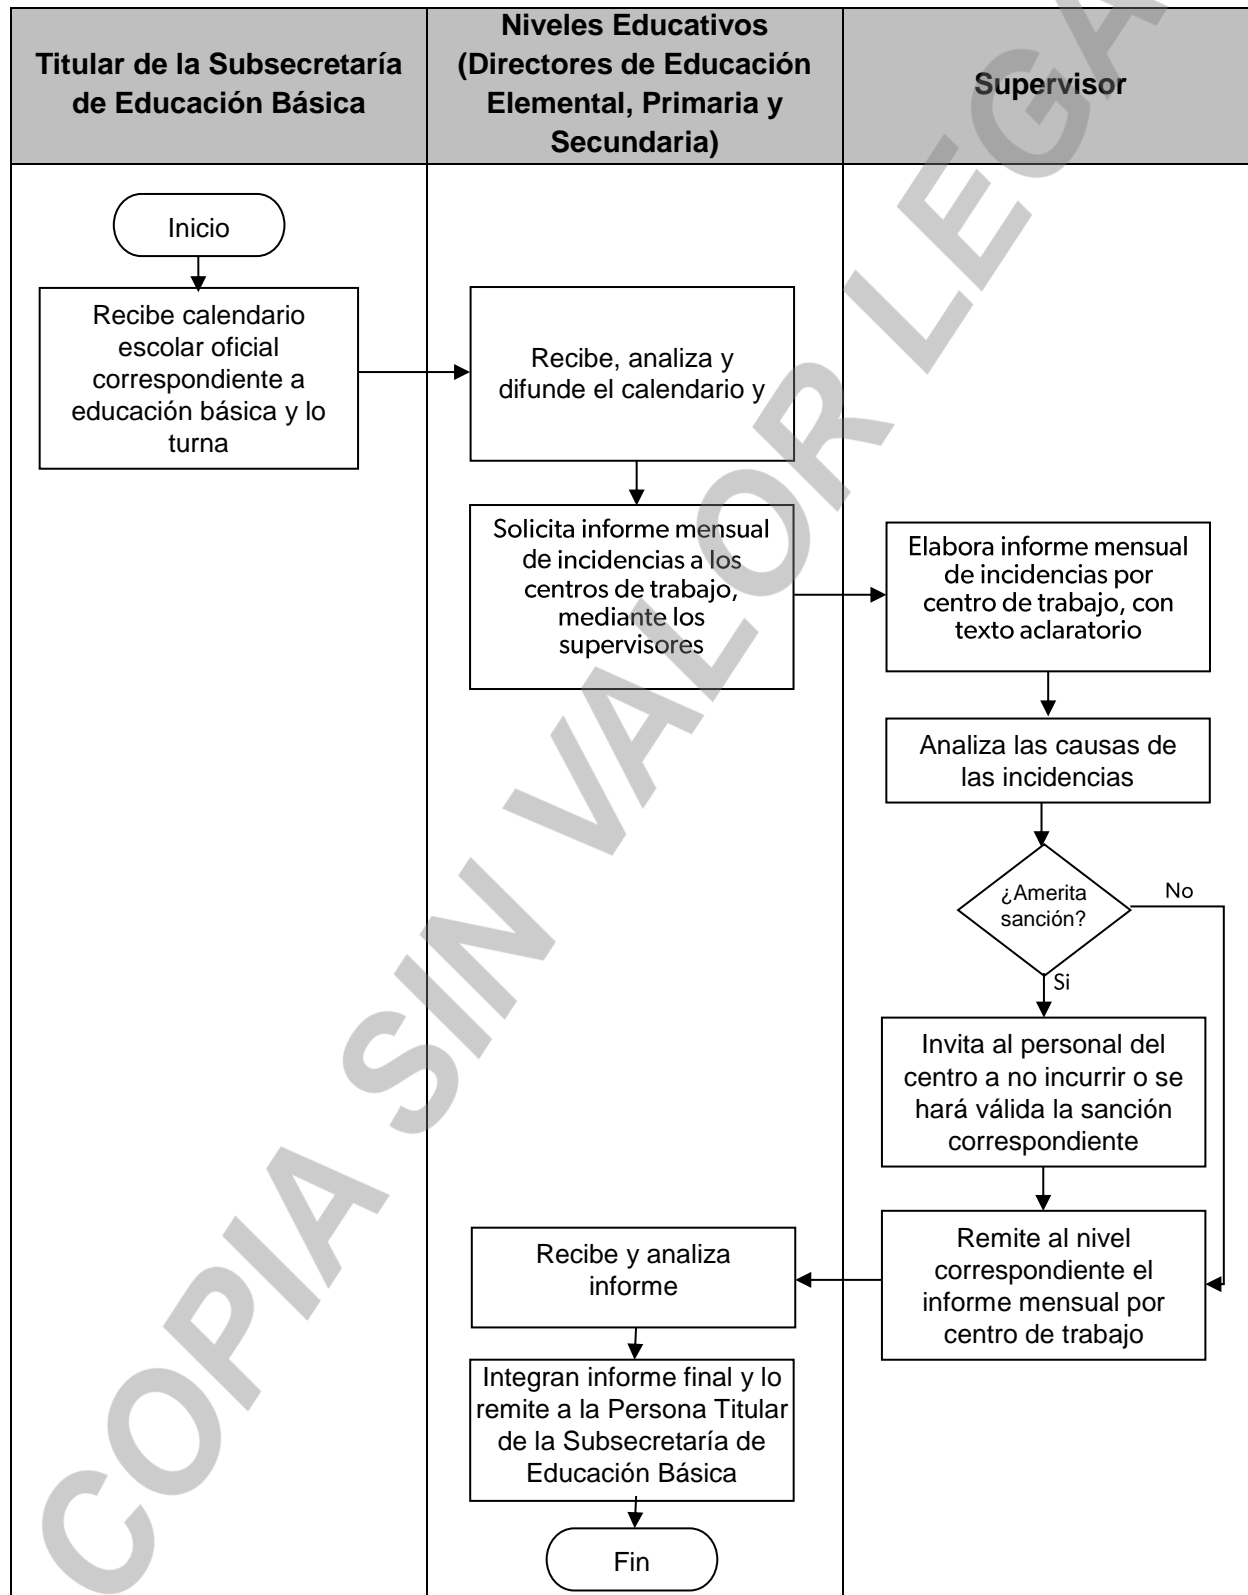 Titular de la Subsecretaría
de Educación Básica
Niveles Educativos
(Directores de Educación
Elemental, Primaria y
Secundaria)
Supervisor
Inicio
Recibe calendario
escolar oficial
correspondiente a
educación básica y lo
turna
Recibe, analiza y
difunde el calendario y
Solicita informe mensual
de incidencias a los
centros de trabajo,
mediante los
supervisores
Elabora informe mensual
de incidencias por
centro de trabajo, con
texto aclaratorio
Analiza las causas de
las incidencias
¿Amerita
sanción?
No
Si
Invita al personal del
centro a no incurrir o se
hará válida la sanción
correspondiente
Remite al nivel
correspondiente el
informe mensual por
centro de trabajo
Recibe y analiza
informe
Integran informe final y lo
remite a la Persona Titular
de la Subsecretaría de
Educación Básica
Fin
COPIA SIN VALOR LEGA